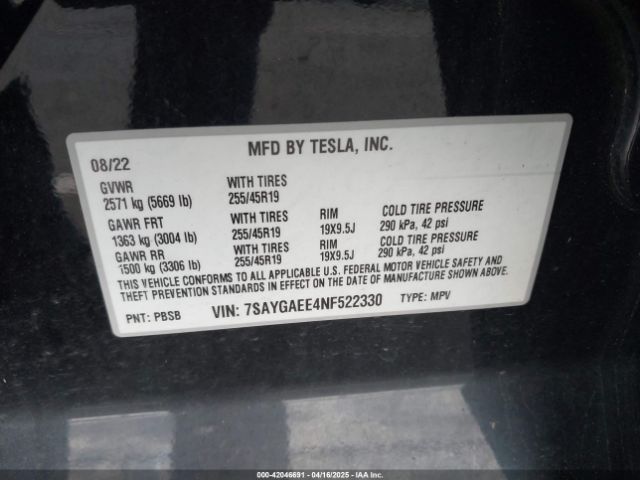 MFD BY TESLA, INC.
08/22
GVWR WITH TIRES
2571 kg (5669 lb) 255/45R19
GAWR FRT WITH TIRES RIM COLD TIRE PRESSURE
1363 kg (3004 lb) 255/45R19 19X9.5J 290 kPa, 42 psi
GAWR RR WITH TIRES RIM COLD TIRE PRESSURE
1500 kg (3306 lb) 255/45R19 19X9.5J 290 kPa, 42 psi
THIS VEHICLE CONFORMS TO ALL APPLICABLE U.S. FEDERAL MOTOR VEHICLE SAFETY AND
THEFT PREVENTION STANDARDS IN EFFECT ON THE DATE OF MANUFACTURE SHOWN ABOVE.
PNT: PBSB VIN: 7SAYGAEE4NF522330 TYPE: MPV
000-42046691 - 04/16/2025 - IAA Inc.